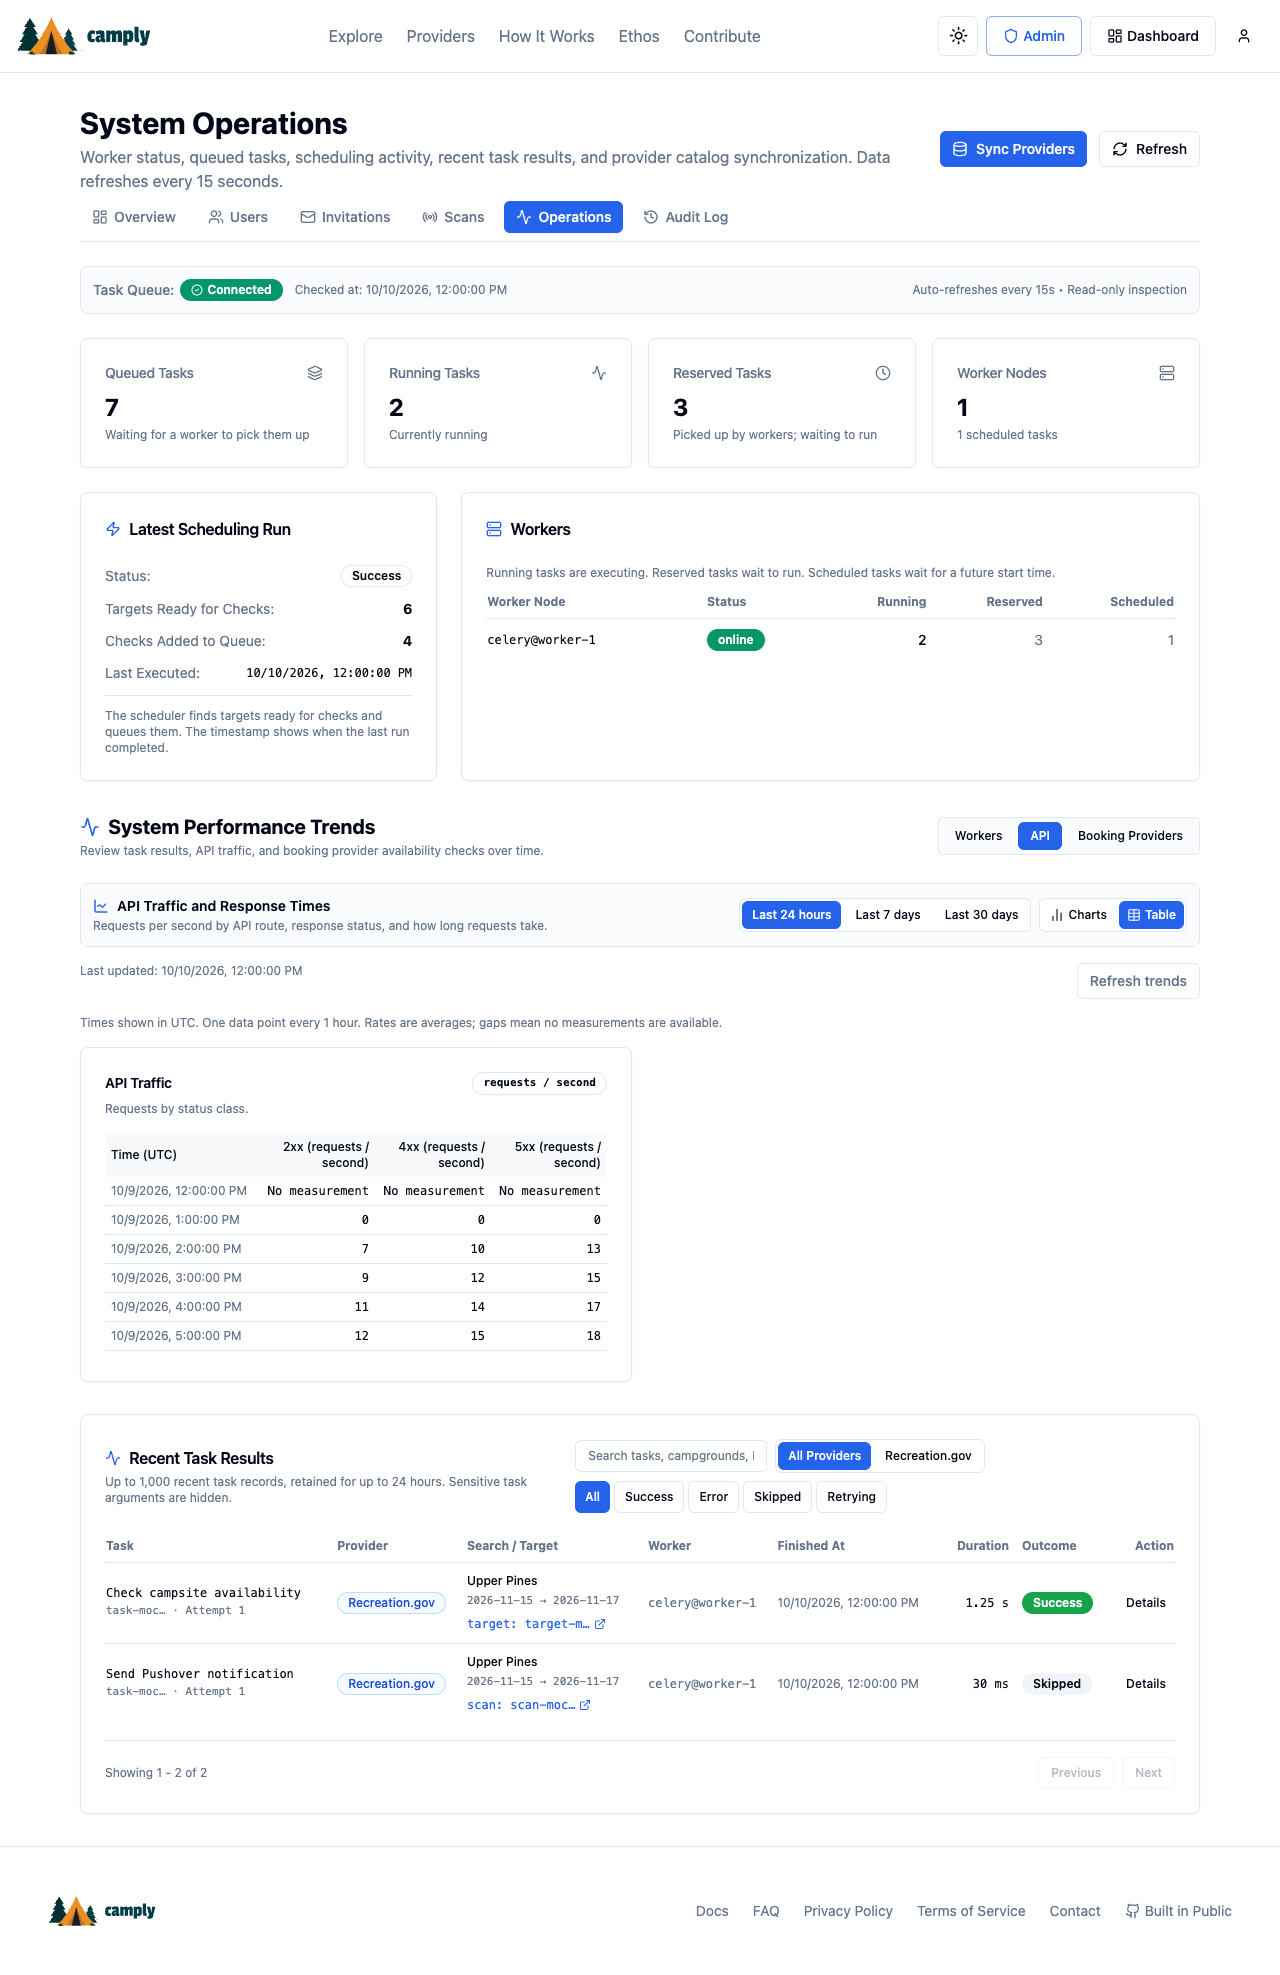 camply
Explore Providers How It Works Ethos Contribute
Admin Dashboard
System Operations
Worker status, queued tasks, scheduling activity, recent task results, and provider catalog synchronization. Data
refreshes every 15 seconds.
Sync Providers Refresh
Overview Users Invitations Scans Operations Audit Log
Task Queue: Connected Checked at: 10/10/2026, 12:00:00 PM Auto-refreshes every 15s • Read-only inspection
Queued Tasks
7
Waiting for a worker to pick them up
Running Tasks
2
Currently running
Reserved Tasks
3
Picked up by workers; waiting to run
Worker Nodes
1
1 scheduled tasks
Latest Scheduling Run
Status: Success
Targets Ready for Checks: 6
Checks Added to Queue: 4
Last Executed: 10/10/2026, 12:00:00 PM
The scheduler finds targets ready for checks and
queues them. The timestamp shows when the last run
completed.
Workers
Running tasks are executing. Reserved tasks wait to run. Scheduled tasks wait for a future start time.
Worker Node Status Running Reserved Scheduled
celery@worker-1 online 2 3 1
System Performance Trends
Review task results, API traffic, and booking provider availability checks over time.
Workers API Booking Providers
API Traffic and Response Times
Requests per second by API route, response status, and how long requests take.
Last 24 hours Last 7 days Last 30 days Charts Table
Last updated: 10/10/2026, 12:00:00 PM
Refresh trends
Times shown in UTC. One data point every 1 hour. Rates are averages; gaps mean no measurements are available.
API Traffic requests / second
Requests by status class.
Time (UTC) 2xx (requests / second) 4xx (requests / second) 5xx (requests / second)
10/9/2026, 12:00:00 PM No measurement No measurement No measurement
10/9/2026, 1:00:00 PM 0 0 0
10/9/2026, 2:00:00 PM 7 10 13
10/9/2026, 3:00:00 PM 9 12 15
10/9/2026, 4:00:00 PM 11 14 17
10/9/2026, 5:00:00 PM 12 15 18
Recent Task Results
Up to 1,000 recent task records, retained for up to 24 hours. Sensitive task
arguments are hidden.
Search tasks, campgrounds, All Providers Recreation.gov
All Success Error Skipped Retrying
Task Provider Search / Target Worker Finished At Duration Outcome Action
Check campsite availability
task-moc… · Attempt 1
Recreation.gov
Upper Pines
2026-11-15 → 2026-11-17
target: target-m…
celery@worker-1 10/10/2026, 12:00:00 PM 1.25 s Success Details
Send Pushover notification
task-moc… · Attempt 1
Recreation.gov
Upper Pines
2026-11-15 → 2026-11-17
scan: scan-moc…
celery@worker-1 10/10/2026, 12:00:00 PM 30 ms Skipped Details
Showing 1 - 2 of 2 Previous Next
camply
Docs FAQ Privacy Policy Terms of Service Contact Built in Public